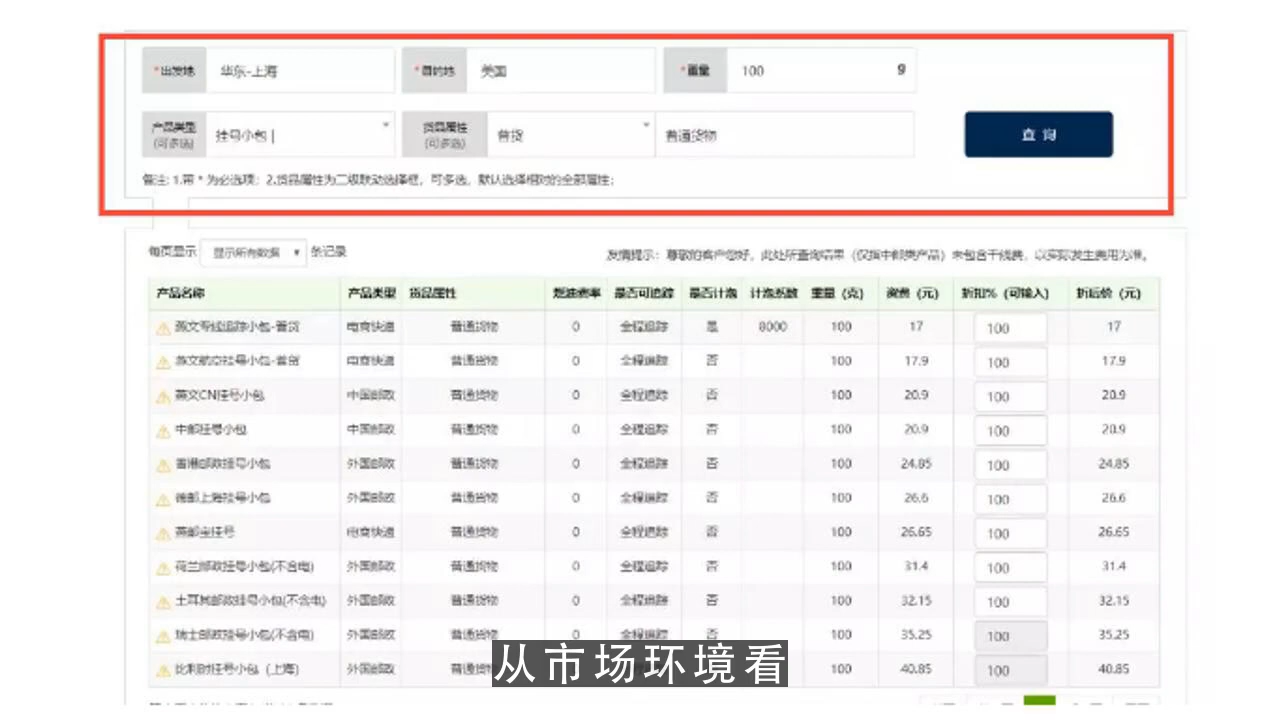 *出发地 华东-上海 *目的地 美国 *重量 100 g
产品类型 (可多选) 挂号小包 货品属性 (可多选) 普货 普通货物 查 询
备注: 1.带 * 为必选项; 2.货品属性为二级联动选择框, 可多选, 默认选择相对的全部属性;
每页显示 显示所有数据 条记录 友情提示: 尊敬的客户您好, 此处所查询结果 (仅指中邮类产品) 未包含干线费, 以实际发生费用为准。
产品名称 产品类型 货品属性 燃油费率 是否可追踪 是否计泡 计泡系数 重量 (克) 资费 (元) 折扣% (可输入) 折后价 (元)
燕文专线追踪小包-普货 电商快递 普通货物 0 全程追踪 是 8000 100 17 100 17
燕文航空挂号小包-普货 电商快递 普通货物 0 全程追踪 否 100 17.9 100 17.9
燕文CN挂号小包 中国邮政 普通货物 0 全程追踪 否 100 20.9 100 20.9
中邮挂号小包 中国邮政 普通货物 0 全程追踪 否 100 20.9 100 20.9
香港邮政挂号小包 外国邮政 普通货物 0 全程追踪 否 100 24.85 100 24.85
德邮上海挂号小包 外国邮政 普通货物 0 全程追踪 否 100 26.6 100 26.6
燕邮宝挂号 电商快递 普通货物 0 全程追踪 否 100 26.65 100 26.65
荷兰邮政挂号小包(不含电) 外国邮政 普通货物 0 全程追踪 否 100 31.4 100 31.4
土耳其邮政挂号小包(不含电) 外国邮政 普通货物 0 全程追踪 否 100 32.15 100 32.15
瑞士邮政挂号小包(不含电) 外国邮政 普通货物 0 全程追踪 否 100 35.25 100 35.25
比利时挂号小包 (上海) 外国邮政 普通货物 100 40.85 100 40.85
从市场环境看